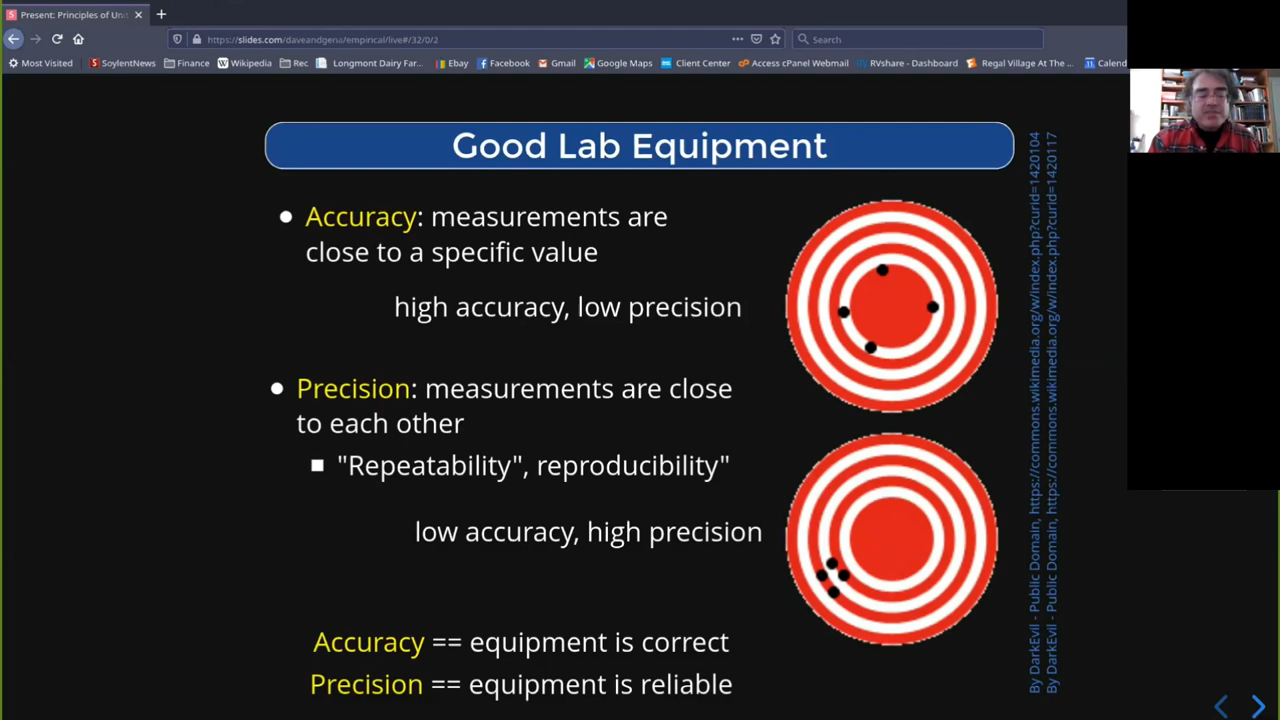 Present: Principles of Unit
https://slides.com/daveandgena/empirical/live#/32/0/2
Search
Most Visited
SoylentNews
Finance
Wikipedia
Rec
Longmont Dairy Far...
Ebay
Facebook
Gmail
Google Maps
Client Center
Access cPanel Webmail
RVshare - Dashboard
Regal Village At The ...
Calend
Good Lab Equipment
Accuracy: measurements are
close to a specific value
high accuracy, low precision
Precision: measurements are close
to each other
"Repeatability", reproducibility"
low accuracy, high precision
Accuracy == equipment is correct
Precision == equipment is reliable
By DarkEvil - Public Domain, https://commons.wikimedia.org/w/index.php?curid=1420104
By DarkEvil - Public Domain, https://commons.wikimedia.org/w/index.php?curid=1420117